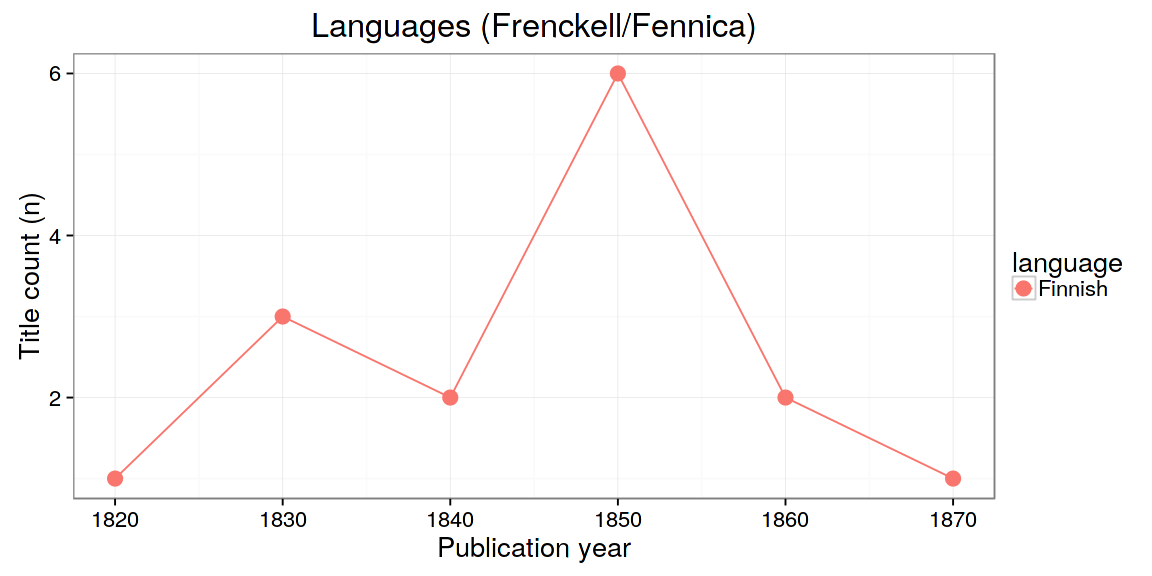 Languages (Frenckell/Fennica)
6
4
2
Title count (n)
1820 1830 1840 1850 1860 1870
Publication year
language
Finnish